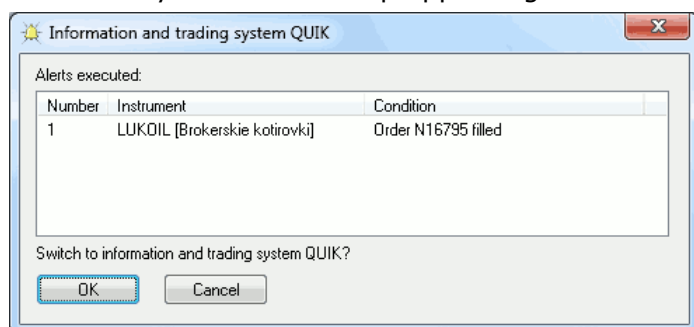 Information and trading system QUIK
Alerts executed:
Number Instrument Condition
1 LUKOIL [Brokerskie kotirovki] Order N16795 filled
Switch to information and trading system QUIK?
OK Cancel